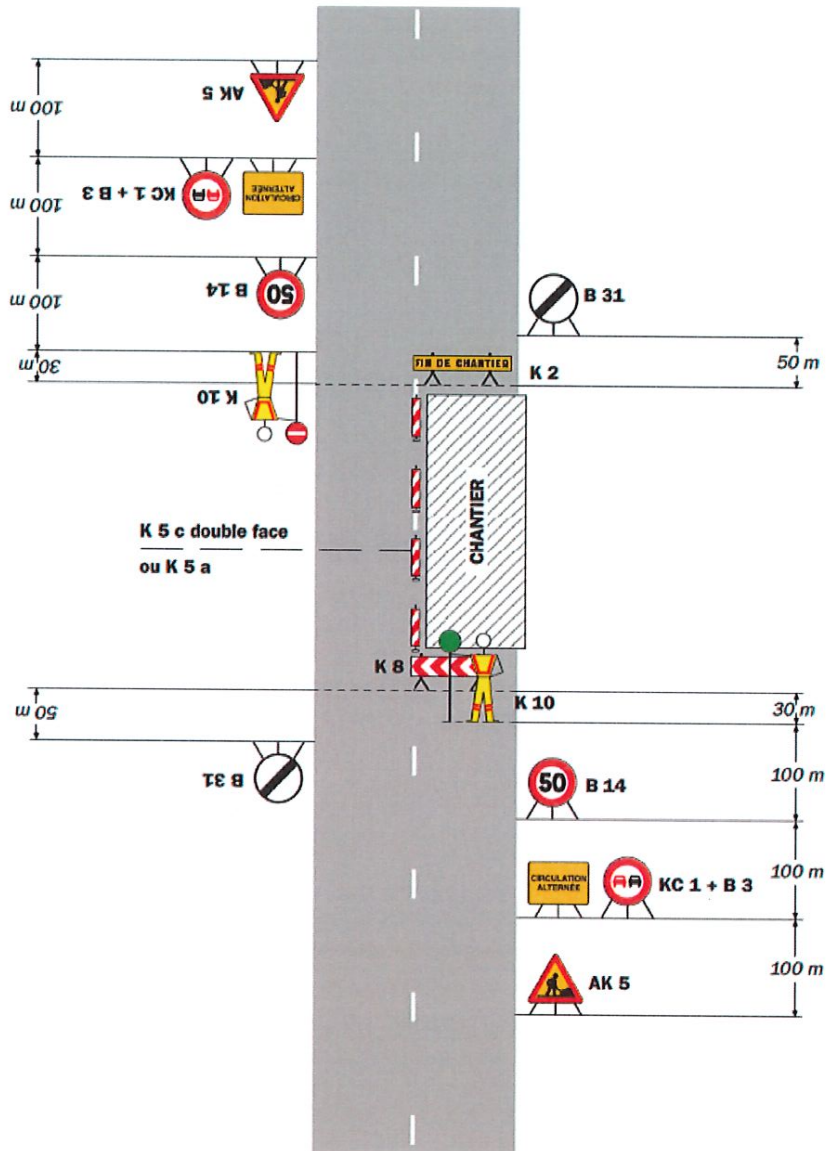 AK 5
100 m
CIRCULATION
ALTERNÉE
KC 1 + B 3
100 m
50
B 14
100 m
B 31
50 m
FIN DE CHANTIER
K 2
30 m
K 10
CHANTIER
K 5 c double face
ou K 5 a
K 8
K 10
30 m
50 m
B 31
50
B 14
100 m
CIRCULATION
ALTERNÉE
KC 1 + B 3
100 m
AK 5
100 m